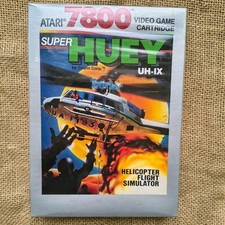 ATARI 7800 VIDEO GAME CARTRIDGE
SUPER HUEY
UH-IX
HELICOPTER
FLIGHT
SIMULATOR